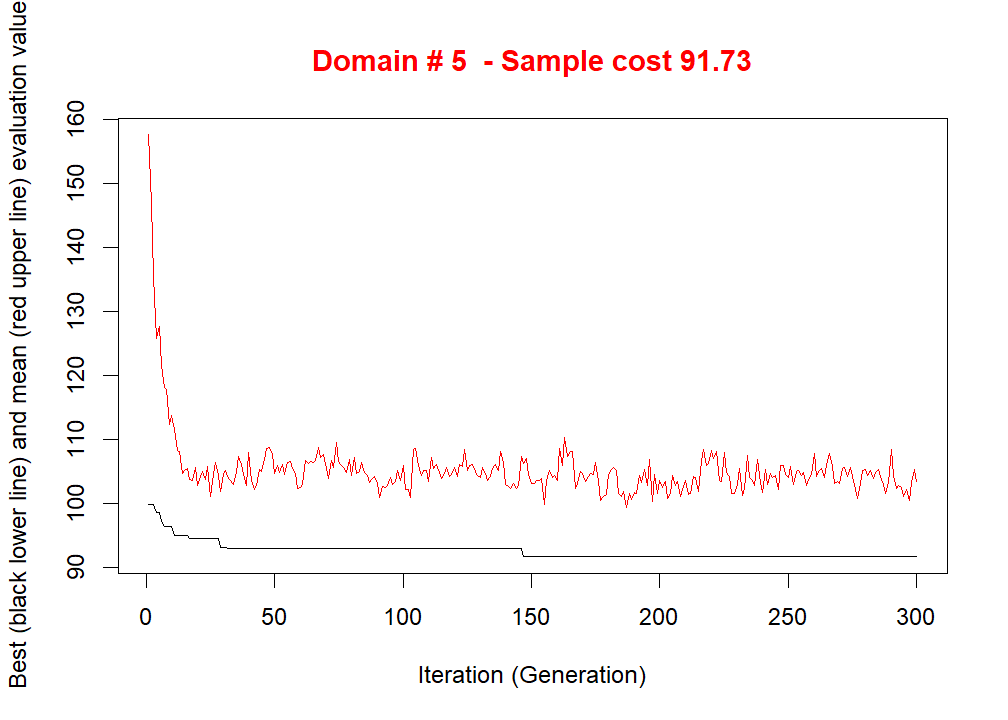 Domain # 5  - Sample cost 91.73
Best (black lower line) and mean (red upper line) evaluation value
160
150
140
130
120
110
100
90
0 50 100 150 200 250 300
Iteration (Generation)